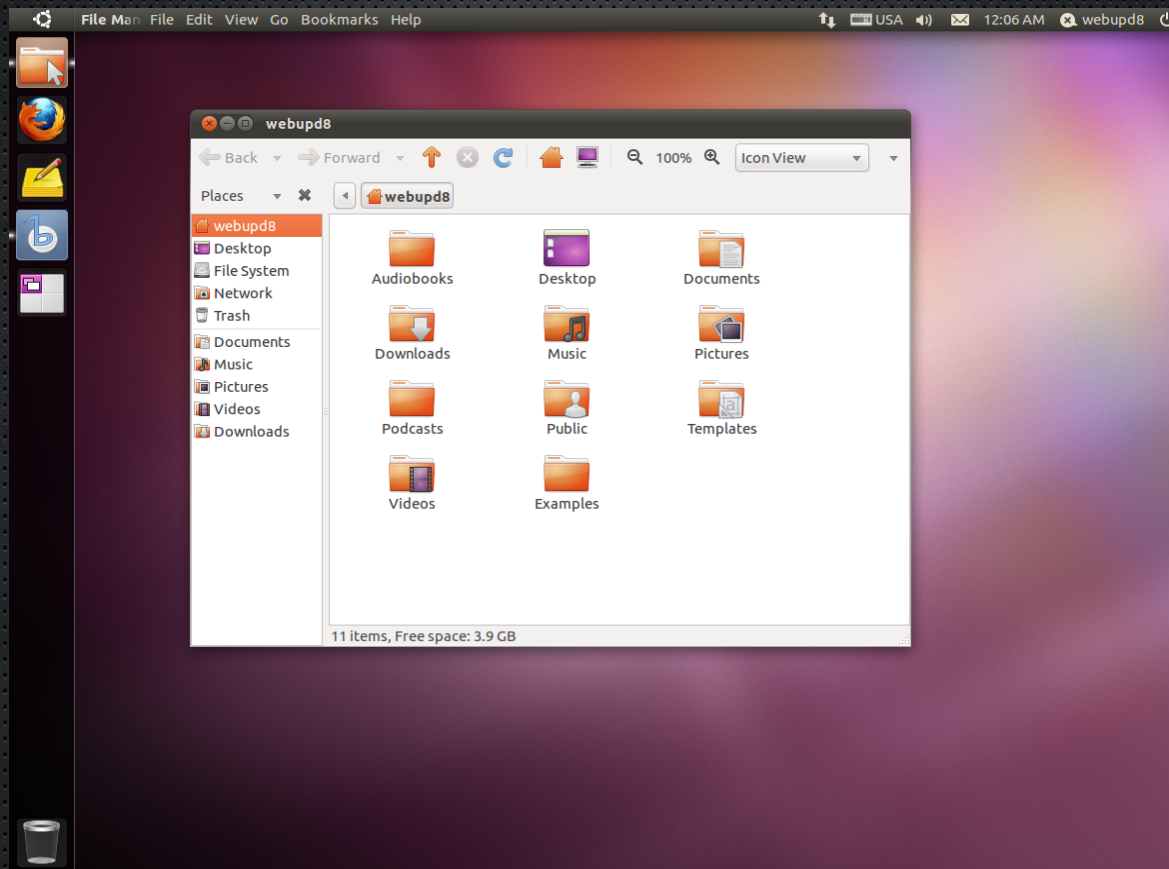 File Man File Edit View Go Bookmarks Help USA 12:06 AM webupd8
webupd8
Back Forward 100% Icon View
Places webupd8
webupd8
Desktop
File System
Network
Trash
Documents
Music
Pictures
Videos
Downloads
Audiobooks Desktop Documents
Downloads Music Pictures
Podcasts Public Templates
Videos Examples
11 items, Free space: 3.9 GB